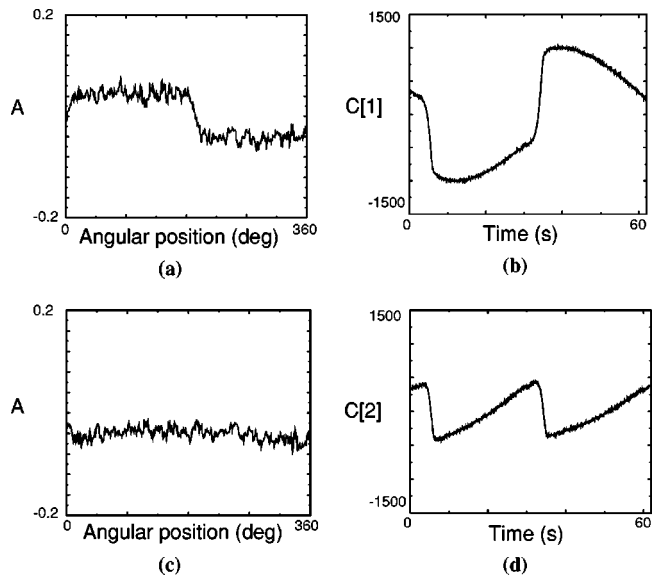 0.2
A
-0.2
0
360
Angular position (deg)
(a)
1500
C[1]
-1500
0
60
Time (s)
(b)
0.2
A
-0.2
0
360
Angular position (deg)
(c)
1500
C[2]
-1500
0
60
Time (s)
(d)